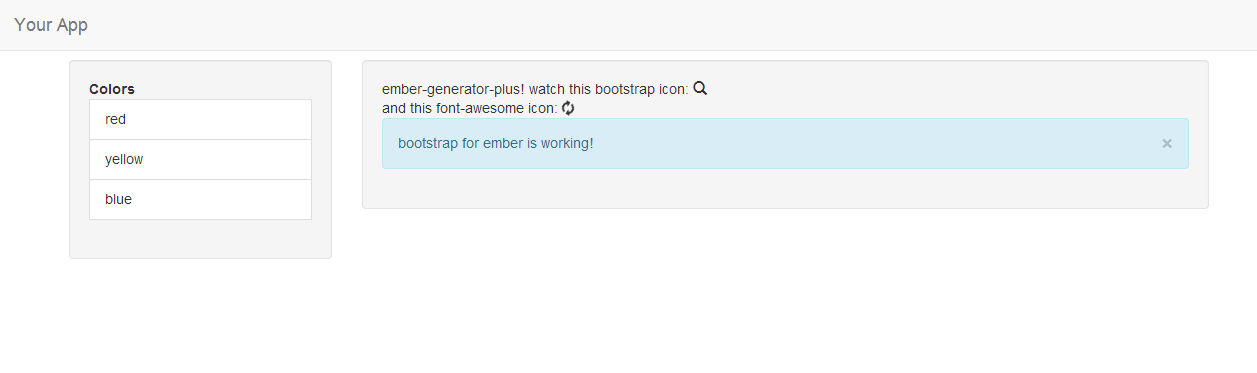 Your App
Colors
red
yellow
blue
ember-generator-plus! watch this bootstrap icon:
and this font-awesome icon:
bootstrap for ember is working!
×